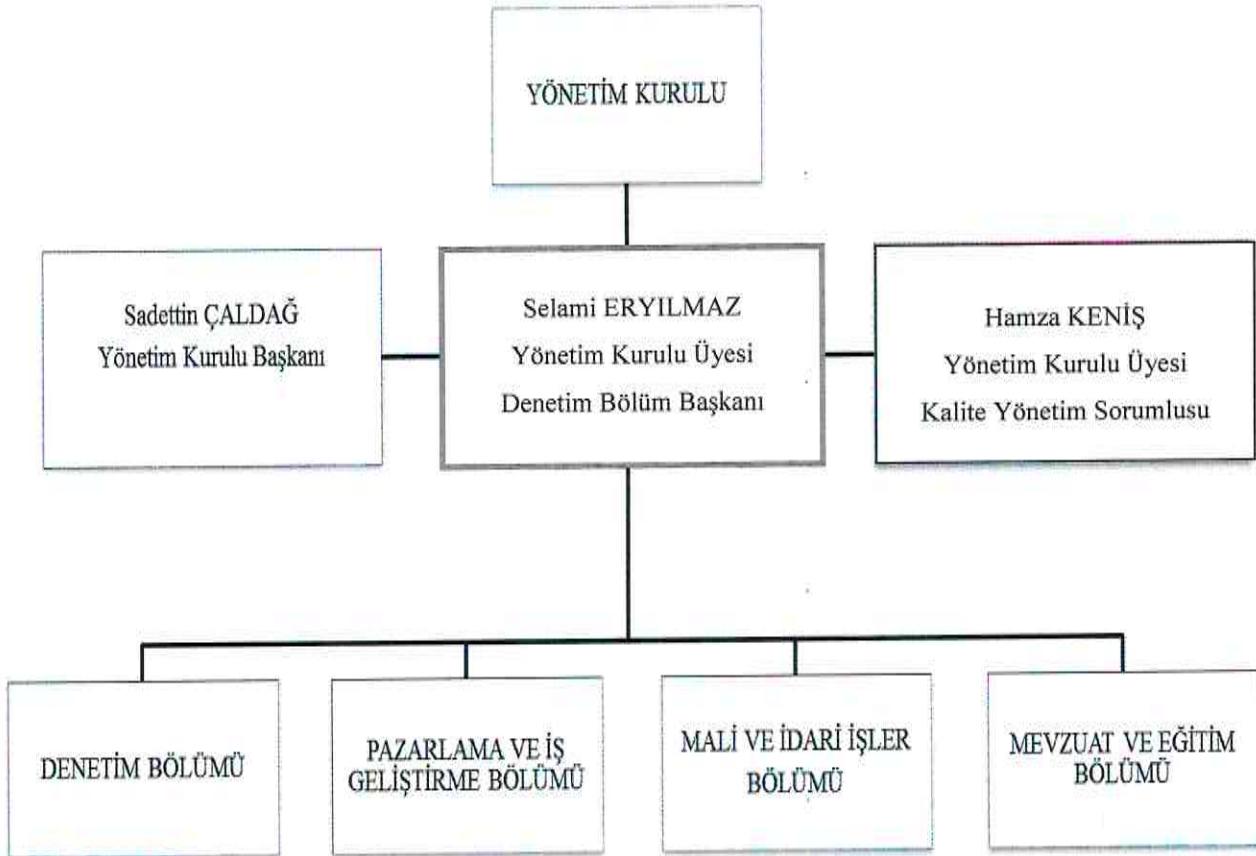 YÖNETİM KURULU
Sadettin ÇALDAĞ
Yönetim Kurulu Başkanı
Selami ERYILMAZ
Yönetim Kurulu Üyesi
Denetim Bölüm Başkanı
Hamza KENİŞ
Yönetim Kurulu Üyesi
Kalite Yönetim Sorumlusu
DENETİM BÖLÜMÜ
PAZARLAMA VE İŞ
GELİŞTİRME BÖLÜMÜ
MALİ VE İDARİ İŞLER
BÖLÜMÜ
MEVZUAT VE EĞİTİM
BÖLÜMÜ